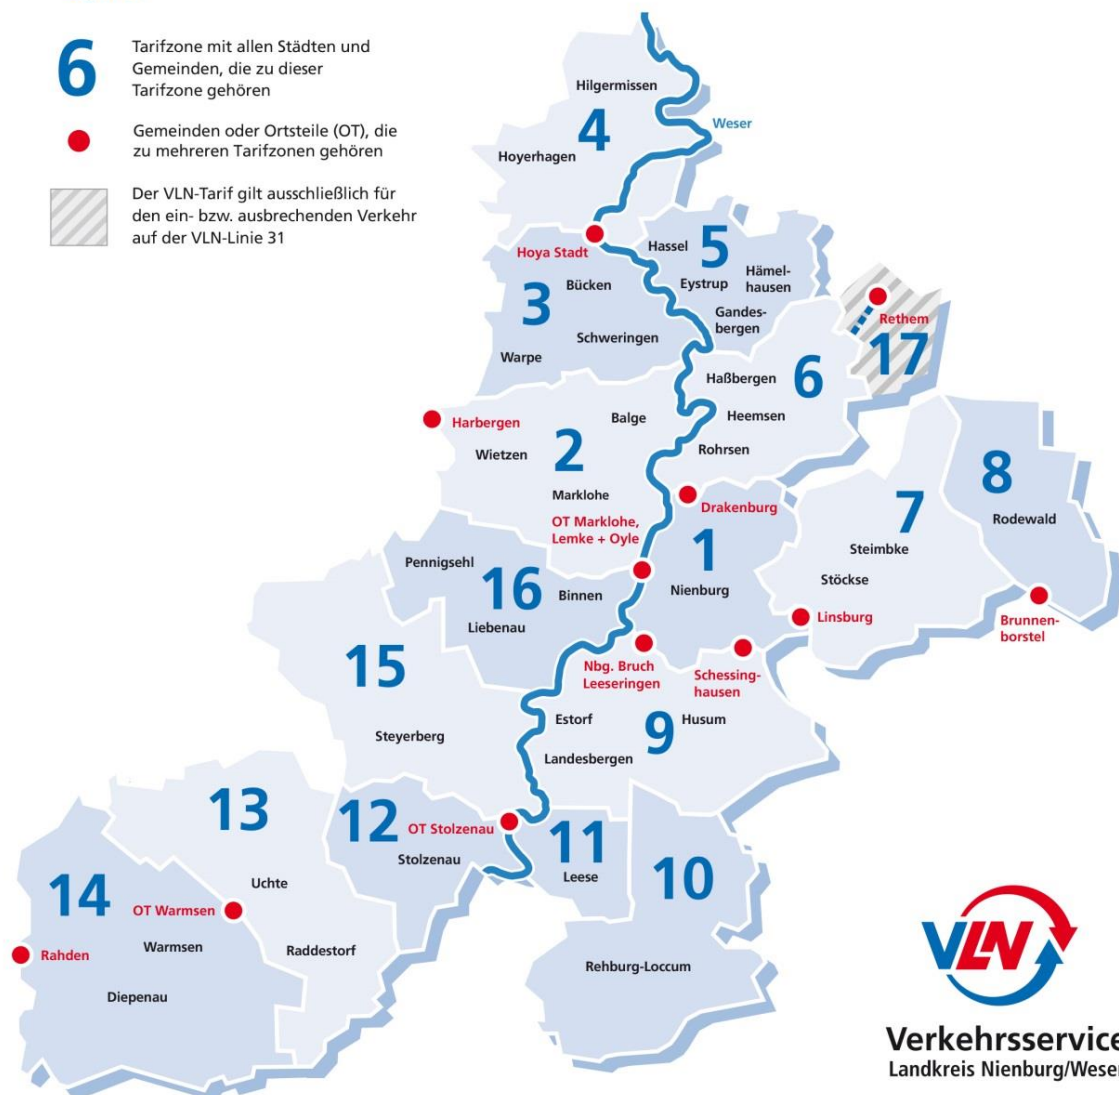 6
Tarifzone mit allen Städten und
Gemeinden, die zu dieser
Tarifzone gehören
Gemeinden oder Ortsteile (OT), die
zu mehreren Tarifzonen gehören
Der VLN-Tarif gilt ausschließlich für
den ein- bzw. ausbrechenden Verkehr
auf der VLN-Linie 31
Hilgermissen
4
Weser
Hoyerhagen
Hoya Stadt
Hassel
5
Eystrup
Hämel-
hausen
Gandes-
bergen
Bücken
3
Schweringen
Warpe
Rethem
17
Haßbergen
6
Heemsen
Rohrsen
Harbergen
Balge
2
Wietzen
Marklohe
OT Marklohe,
Lemke + Oyle
Drakenburg
1
Nienburg
7
Steimbke
Stöckse
8
Rodewald
Linsburg
Brunnen-
borstel
Pennigsehl
16
Binnen
Liebenau
Nbg. Bruch
Leeseringen
Schessing-
hausen
15
Steyerberg
Estorf
9
Husum
Landesbergen
13
Uchte
Raddestorf
12
OT Stolzenau
Stolzenau
11
Leese
10
Rehburg-Loccum
14
OT Warmsen
Warmsen
Rahden
Diepenau
VLN
Verkehrsservice
Landkreis Nienburg/Weser